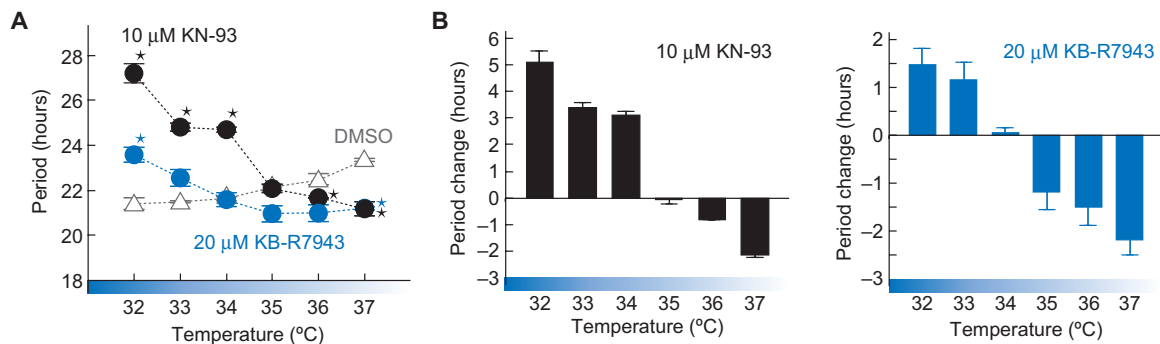 A
10 μM KN-93
Period (hours)
28
26
24
22
20
18
DMSO
20 μM KB-R7943
32 33 34 35 36 37
Temperature (ºC)
B
10 μM KN-93
Period change (hours)
6
5
4
3
2
1
0
–1
–2
–3
32 33 34 35 36 37
Temperature (ºC)
20 μM KB-R7943
Period change (hours)
2
1
0
–1
–2
–3
32 33 34 35 36 37
Temperature (ºC)